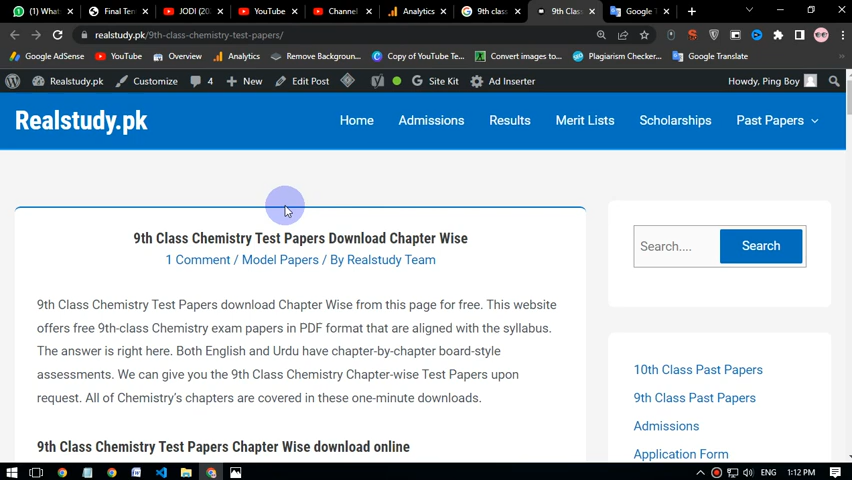 (1) Whats
Final Ter
JODI (20
YouTube
Channel
Analytics
9th class
9th Class
Google T
realstudy.pk/9th-class-chemistry-test-papers/
Google AdSense YouTube Overview Analytics Remove Backgroun... Copy of YouTube Te... Convert images to... Plagiarism Checker... Google Translate
Realstudy.pk Customize 4 New Edit Post Site Kit Ad Inserter Howdy, Ping Boy
Realstudy.pk
Home Admissions Results Merit Lists Scholarships Past Papers
9th Class Chemistry Test Papers Download Chapter Wise
1 Comment / Model Papers / By Realstudy Team
9th Class Chemistry Test Papers download Chapter Wise from this page for free. This website
offers free 9th-class Chemistry exam papers in PDF format that are aligned with the syllabus.
The answer is right here. Both English and Urdu have chapter-by-chapter board-style
assessments. We can give you the 9th Class Chemistry Chapter-wise Test Papers upon
request. All of Chemistry's chapters are covered in these one-minute downloads.
9th Class Chemistry Test Papers Chapter Wise download online
Search....
Search
10th Class Past Papers
9th Class Past Papers
Admissions
Application Form
ENG 1:12 PM